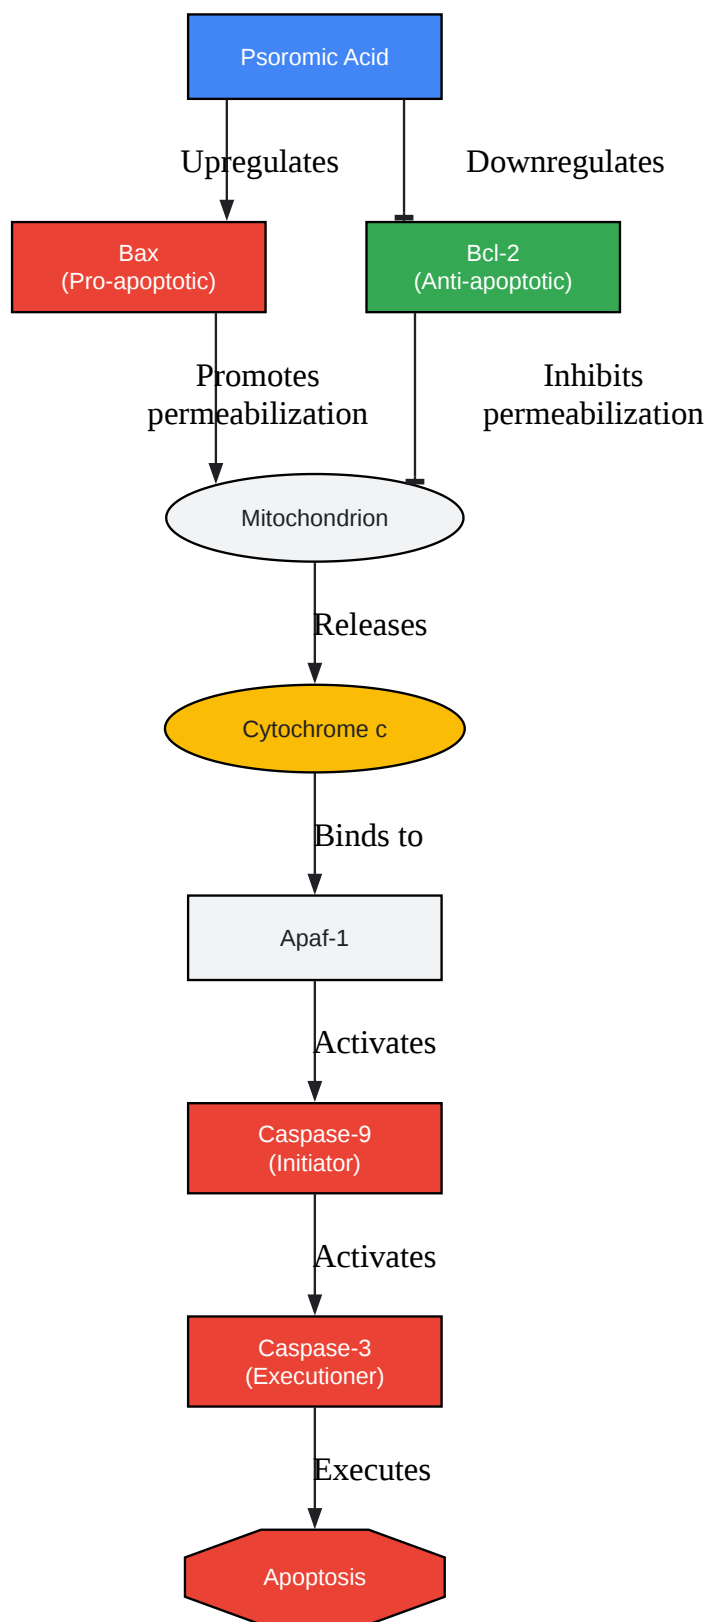 Psoromic Acid
Upregulates
Downregulates
Bax
(Pro-apoptotic)
Bcl-2
(Anti-apoptotic)
Promotes
permeabilization
Inhibits
permeabilization
Mitochondrion
Releases
Cytochrome c
Binds to
Apaf-1
Activates
Caspase-9
(Initiator)
Activates
Caspase-3
(Executioner)
Executes
Apoptosis